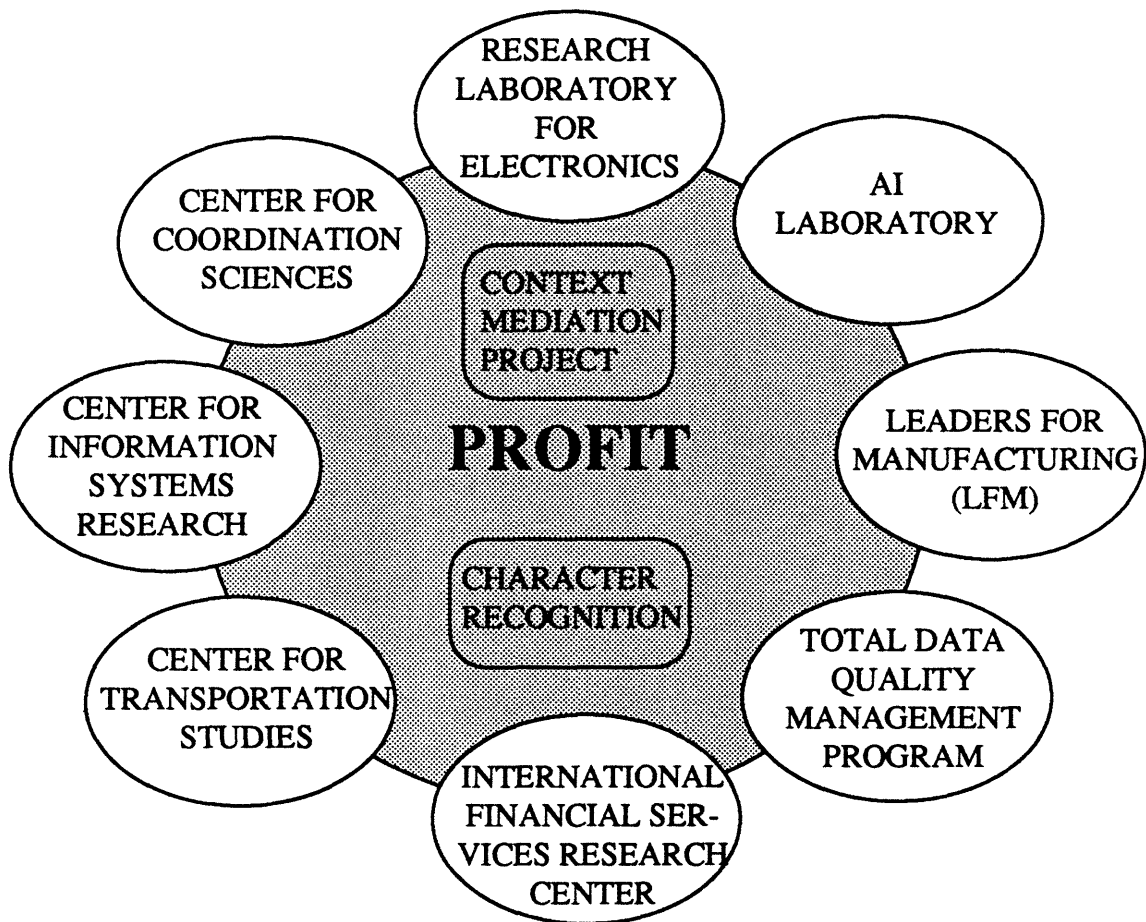 RESEARCH
LABORATORY
FOR
ELECTRONICS
AI
LABORATORY
CENTER FOR
COORDINATION
SCIENCES
CONTEXT
MEDIATION
PROJECT
CENTER FOR
INFORMATION
SYSTEMS
RESEARCH
PROFIT
LEADERS FOR
MANUFACTURING
(LFM)
CHARACTER
RECOGNITION
CENTER FOR
TRANSPORTATION
STUDIES
TOTAL DATA
QUALITY
MANAGEMENT
PROGRAM
INTERNATIONAL
FINANCIAL SER-
VICES RESEARCH
CENTER